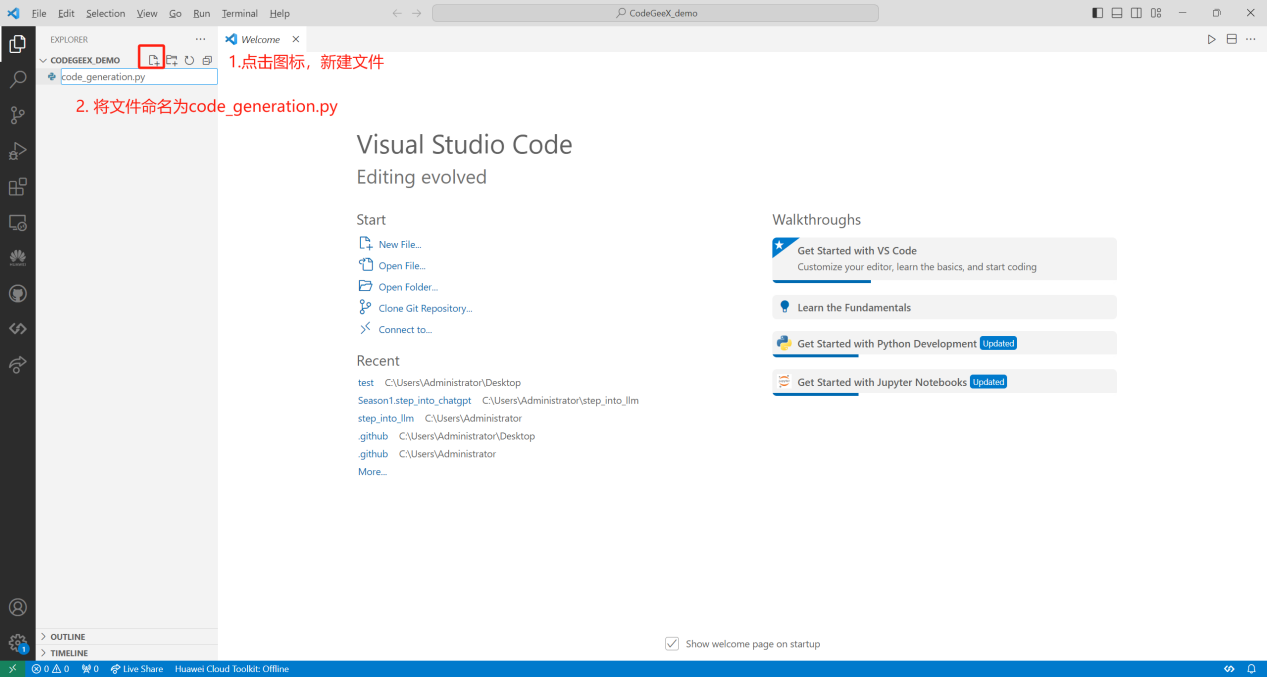 File Edit Selection View Go Run Terminal Help
CodeGeeX_demo
EXPLORER
Welcome
CODEGEEX_DEMO
1.点击图标，新建文件
code_generation.py
2. 将文件命名为code_generation.py
Visual Studio Code
Editing evolved
Start
New File...
Open File...
Open Folder...
Clone Git Repository...
Connect to...
Recent
test C:\Users\Administrator\Desktop
Season1.step_into_chatgpt C:\Users\Administrator\step_into_llm
step_into_llm C:\Users\Administrator
.github C:\Users\Administrator\Desktop
.github C:\Users\Administrator
More...
Walkthroughs
Get Started with VS Code
Customize your editor, learn the basics, and start coding
Learn the Fundamentals
Get Started with Python Development Updated
Get Started with Jupyter Notebooks Updated
Show welcome page on startup
OUTLINE
TIMELINE
1
0 0 0 Live Share Huawei Cloud Toolkit: Offline